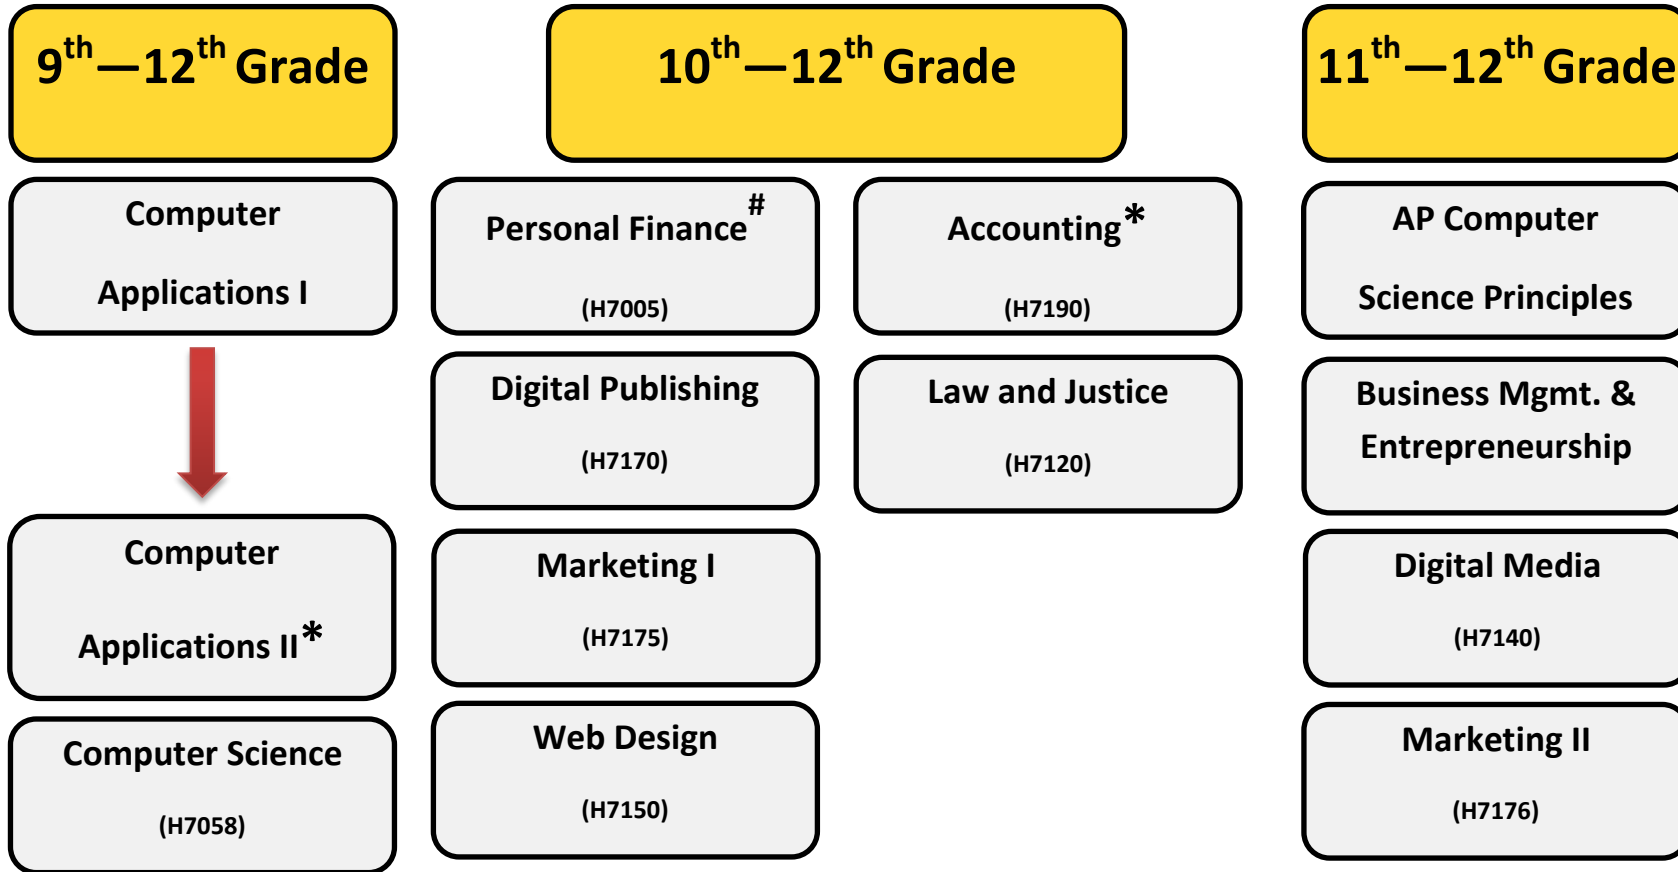 9th—12th Grade
10th—12th Grade
11th—12th Grade
Computer
Applications I
Computer
Applications II*
Computer Science
(H7058)
Personal Finance#
(H7005)
Digital Publishing
(H7170)
Marketing I
(H7175)
Web Design
(H7150)
Accounting*
(H7190)
Law and Justice
(H7120)
AP Computer
Science Principles
Business Mgmt. &
Entrepreneurship
Digital Media
(H7140)
Marketing II
(H7176)